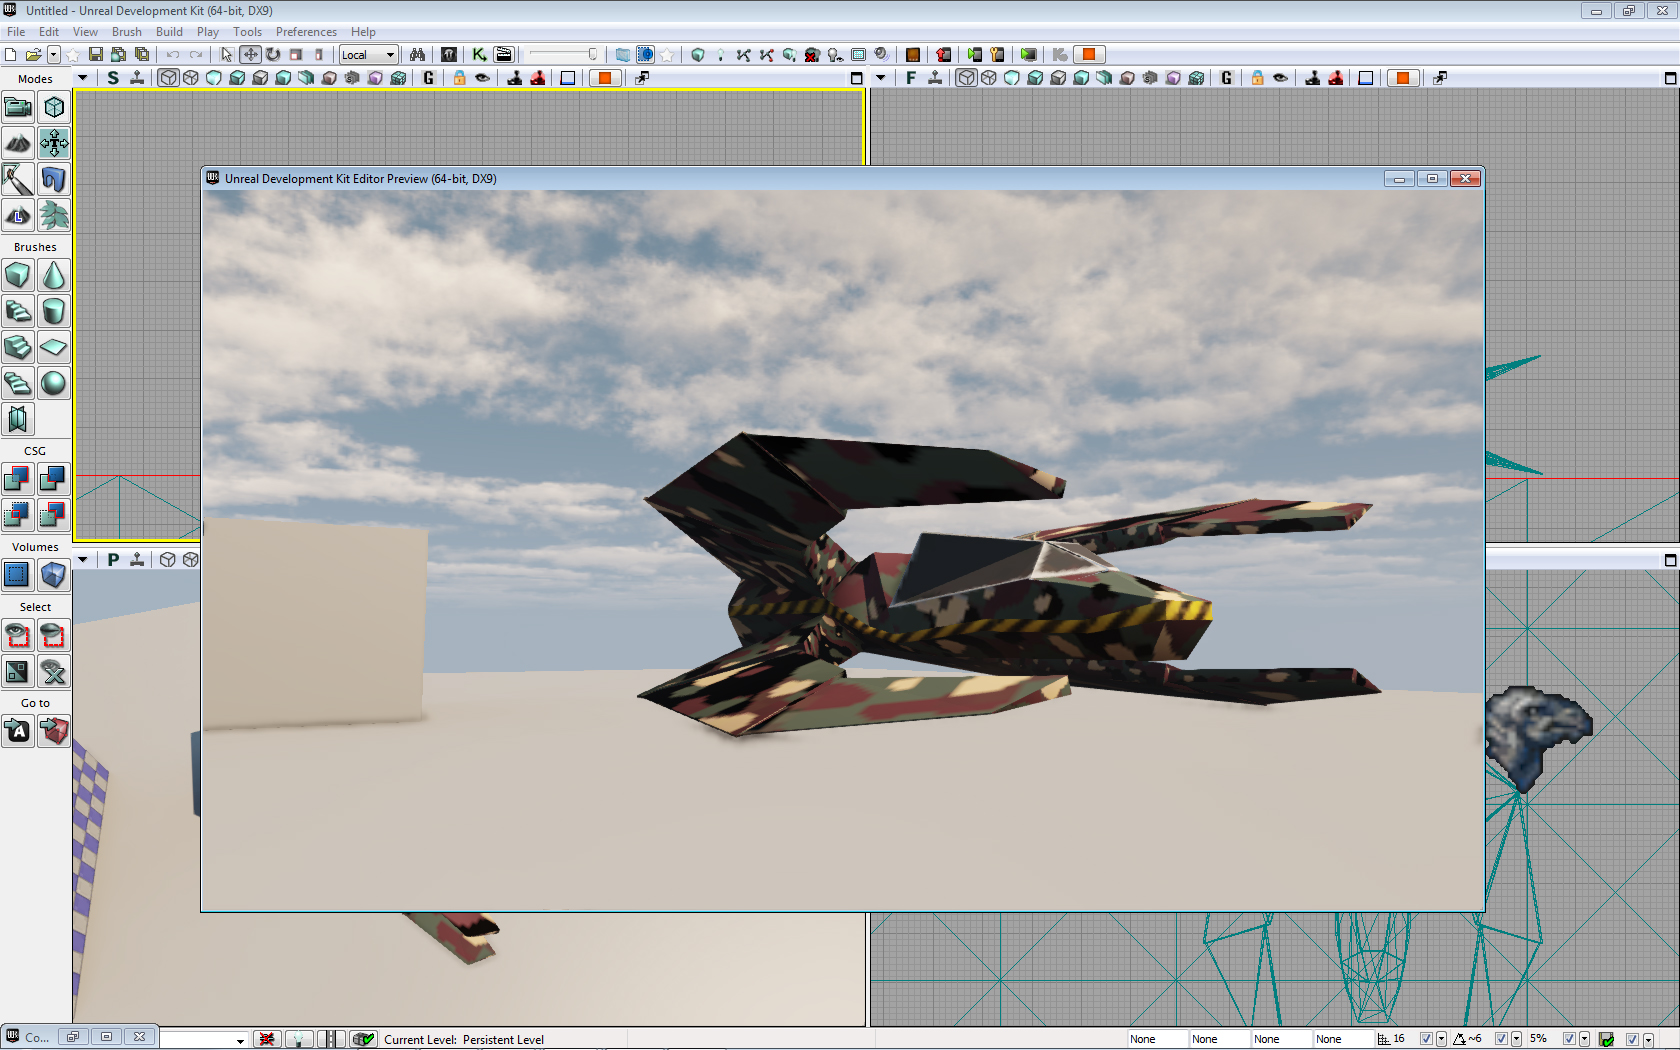 Untitled - Unreal Development Kit (64-bit, DX9)
File Edit View Brush Build Play Tools Preferences Help
Local
Modes
S
G
F
G
Unreal Development Kit Editor Preview (64-bit, DX9)
L
Brushes
CSG
P
Volumes
Select
Go to
A
Co...
Current Level: Persistent Level
None
None
None
None
16
~6
5%